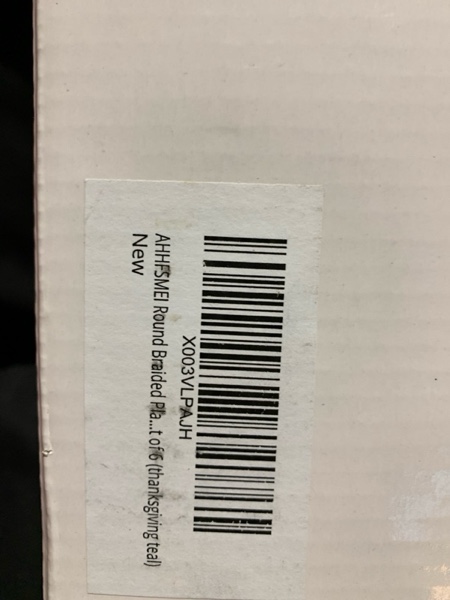 X003VLPAJH
AHHFSMEI Round Braided Pla...t of 6 (thanksgiving teal)
New